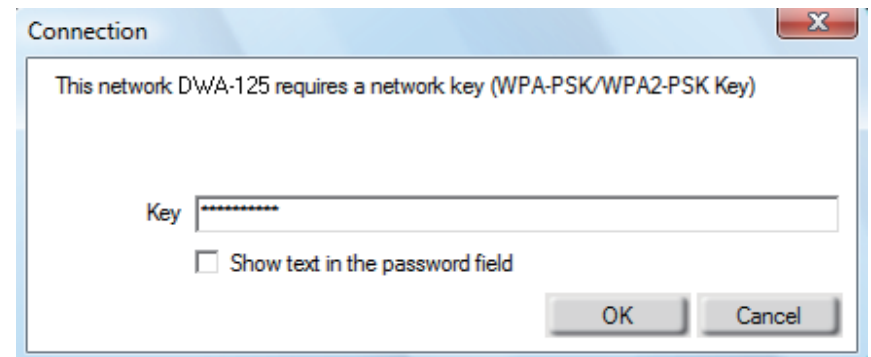 Connection
This network DWA-125 requires a network key (WPA-PSK/WPA2-PSK Key)
Key **********
Show text in the password field
OK Cancel